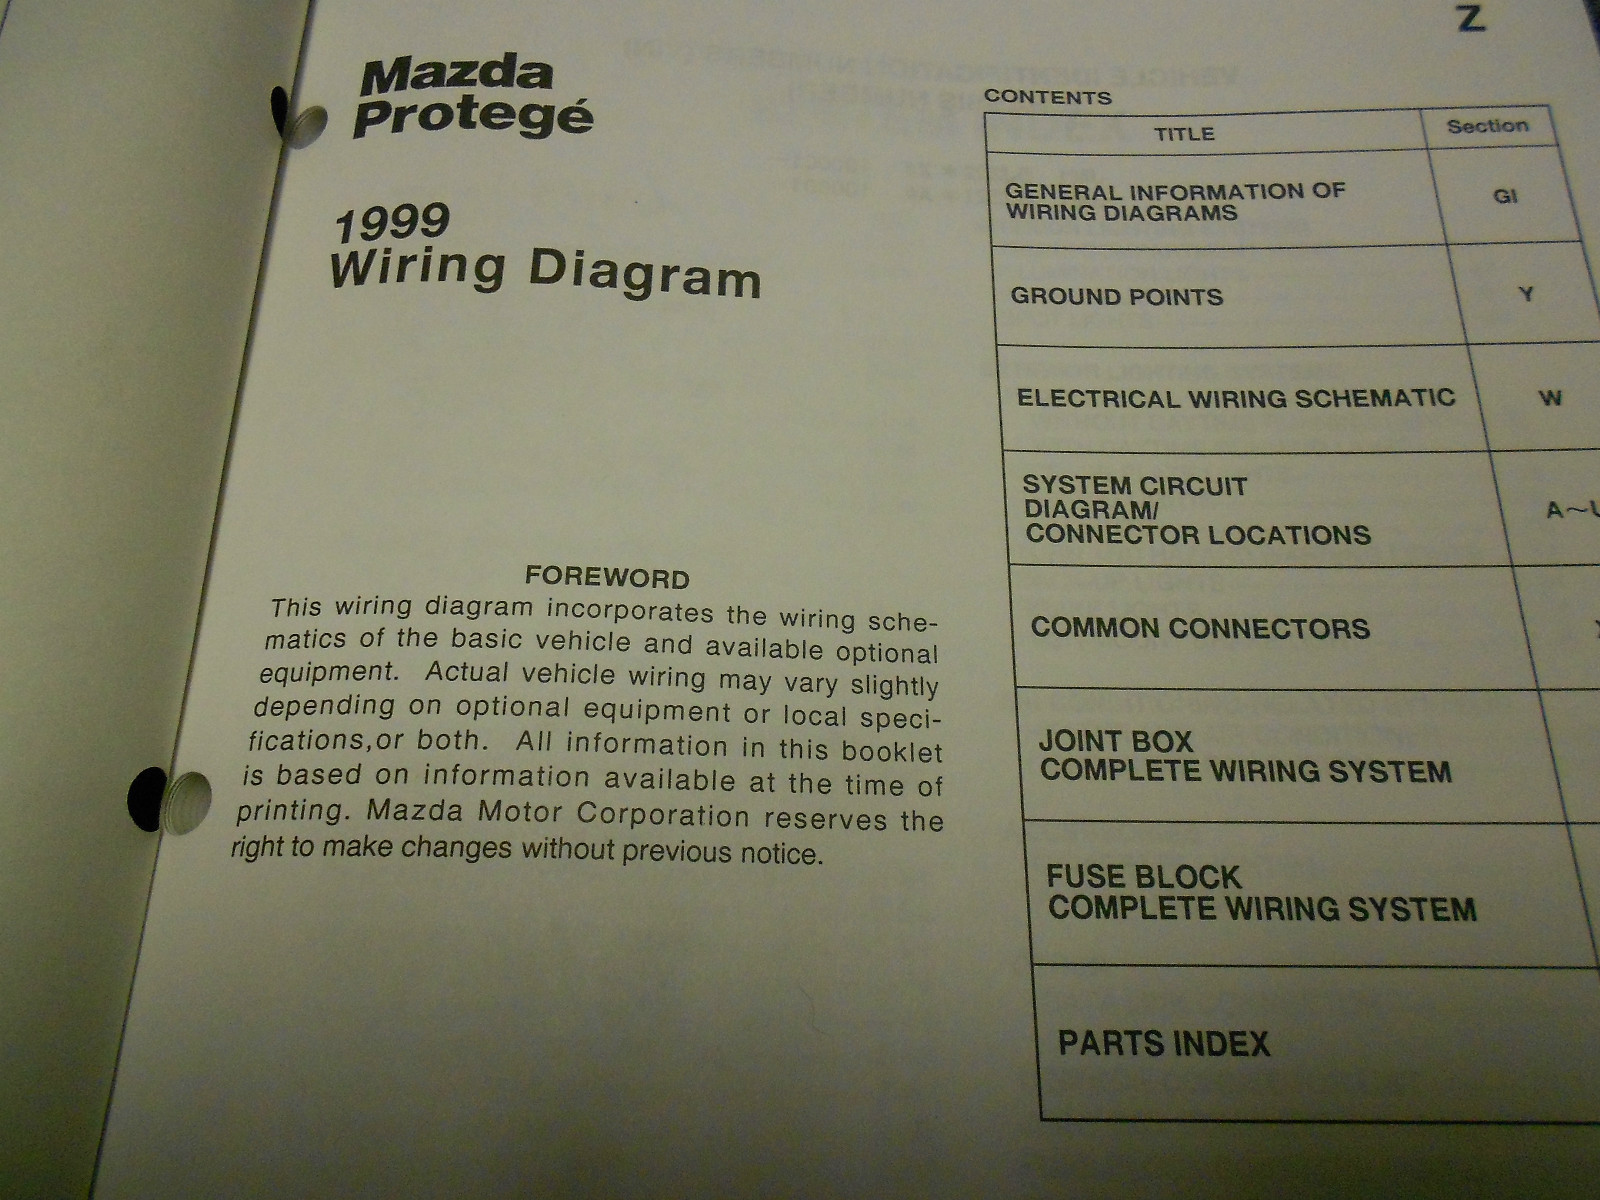 Z
Mazda
Protegé
1999
Wiring Diagram
FOREWORD
This wiring diagram incorporates the wiring sche-
matics of the basic vehicle and available optional
equipment. Actual vehicle wiring may vary slightly
depending on optional equipment or local speci-
fications,or both. All information in this booklet
is based on information available at the time of
printing. Mazda Motor Corporation reserves the
right to make changes without previous notice.
CONTENTS
TITLE Section
GENERAL INFORMATION OF
WIRING DIAGRAMS GI
GROUND POINTS Y
ELECTRICAL WIRING SCHEMATIC W
SYSTEM CIRCUIT
DIAGRAM/
CONNECTOR LOCATIONS A~
COMMON CONNECTORS
JOINT BOX
COMPLETE WIRING SYSTEM
FUSE BLOCK
COMPLETE WIRING SYSTEM
PARTS INDEX